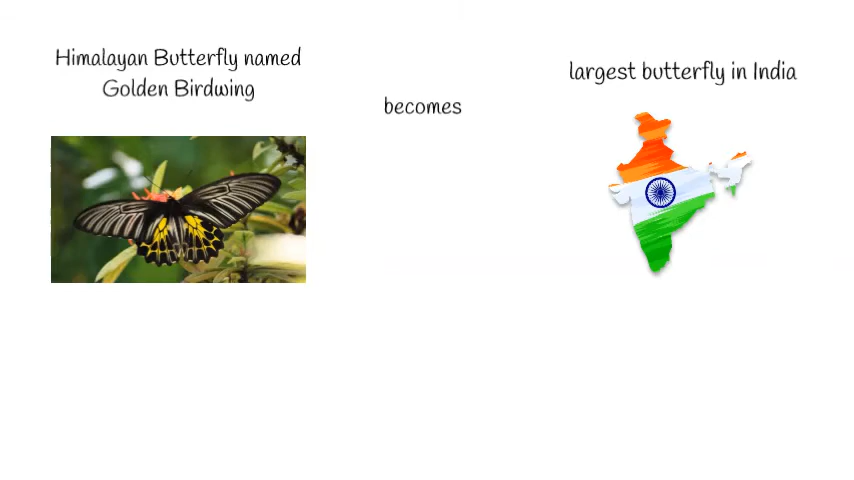 Himalayan Butterfly named
Golden Birdwing
becomes
largest butterfly in India